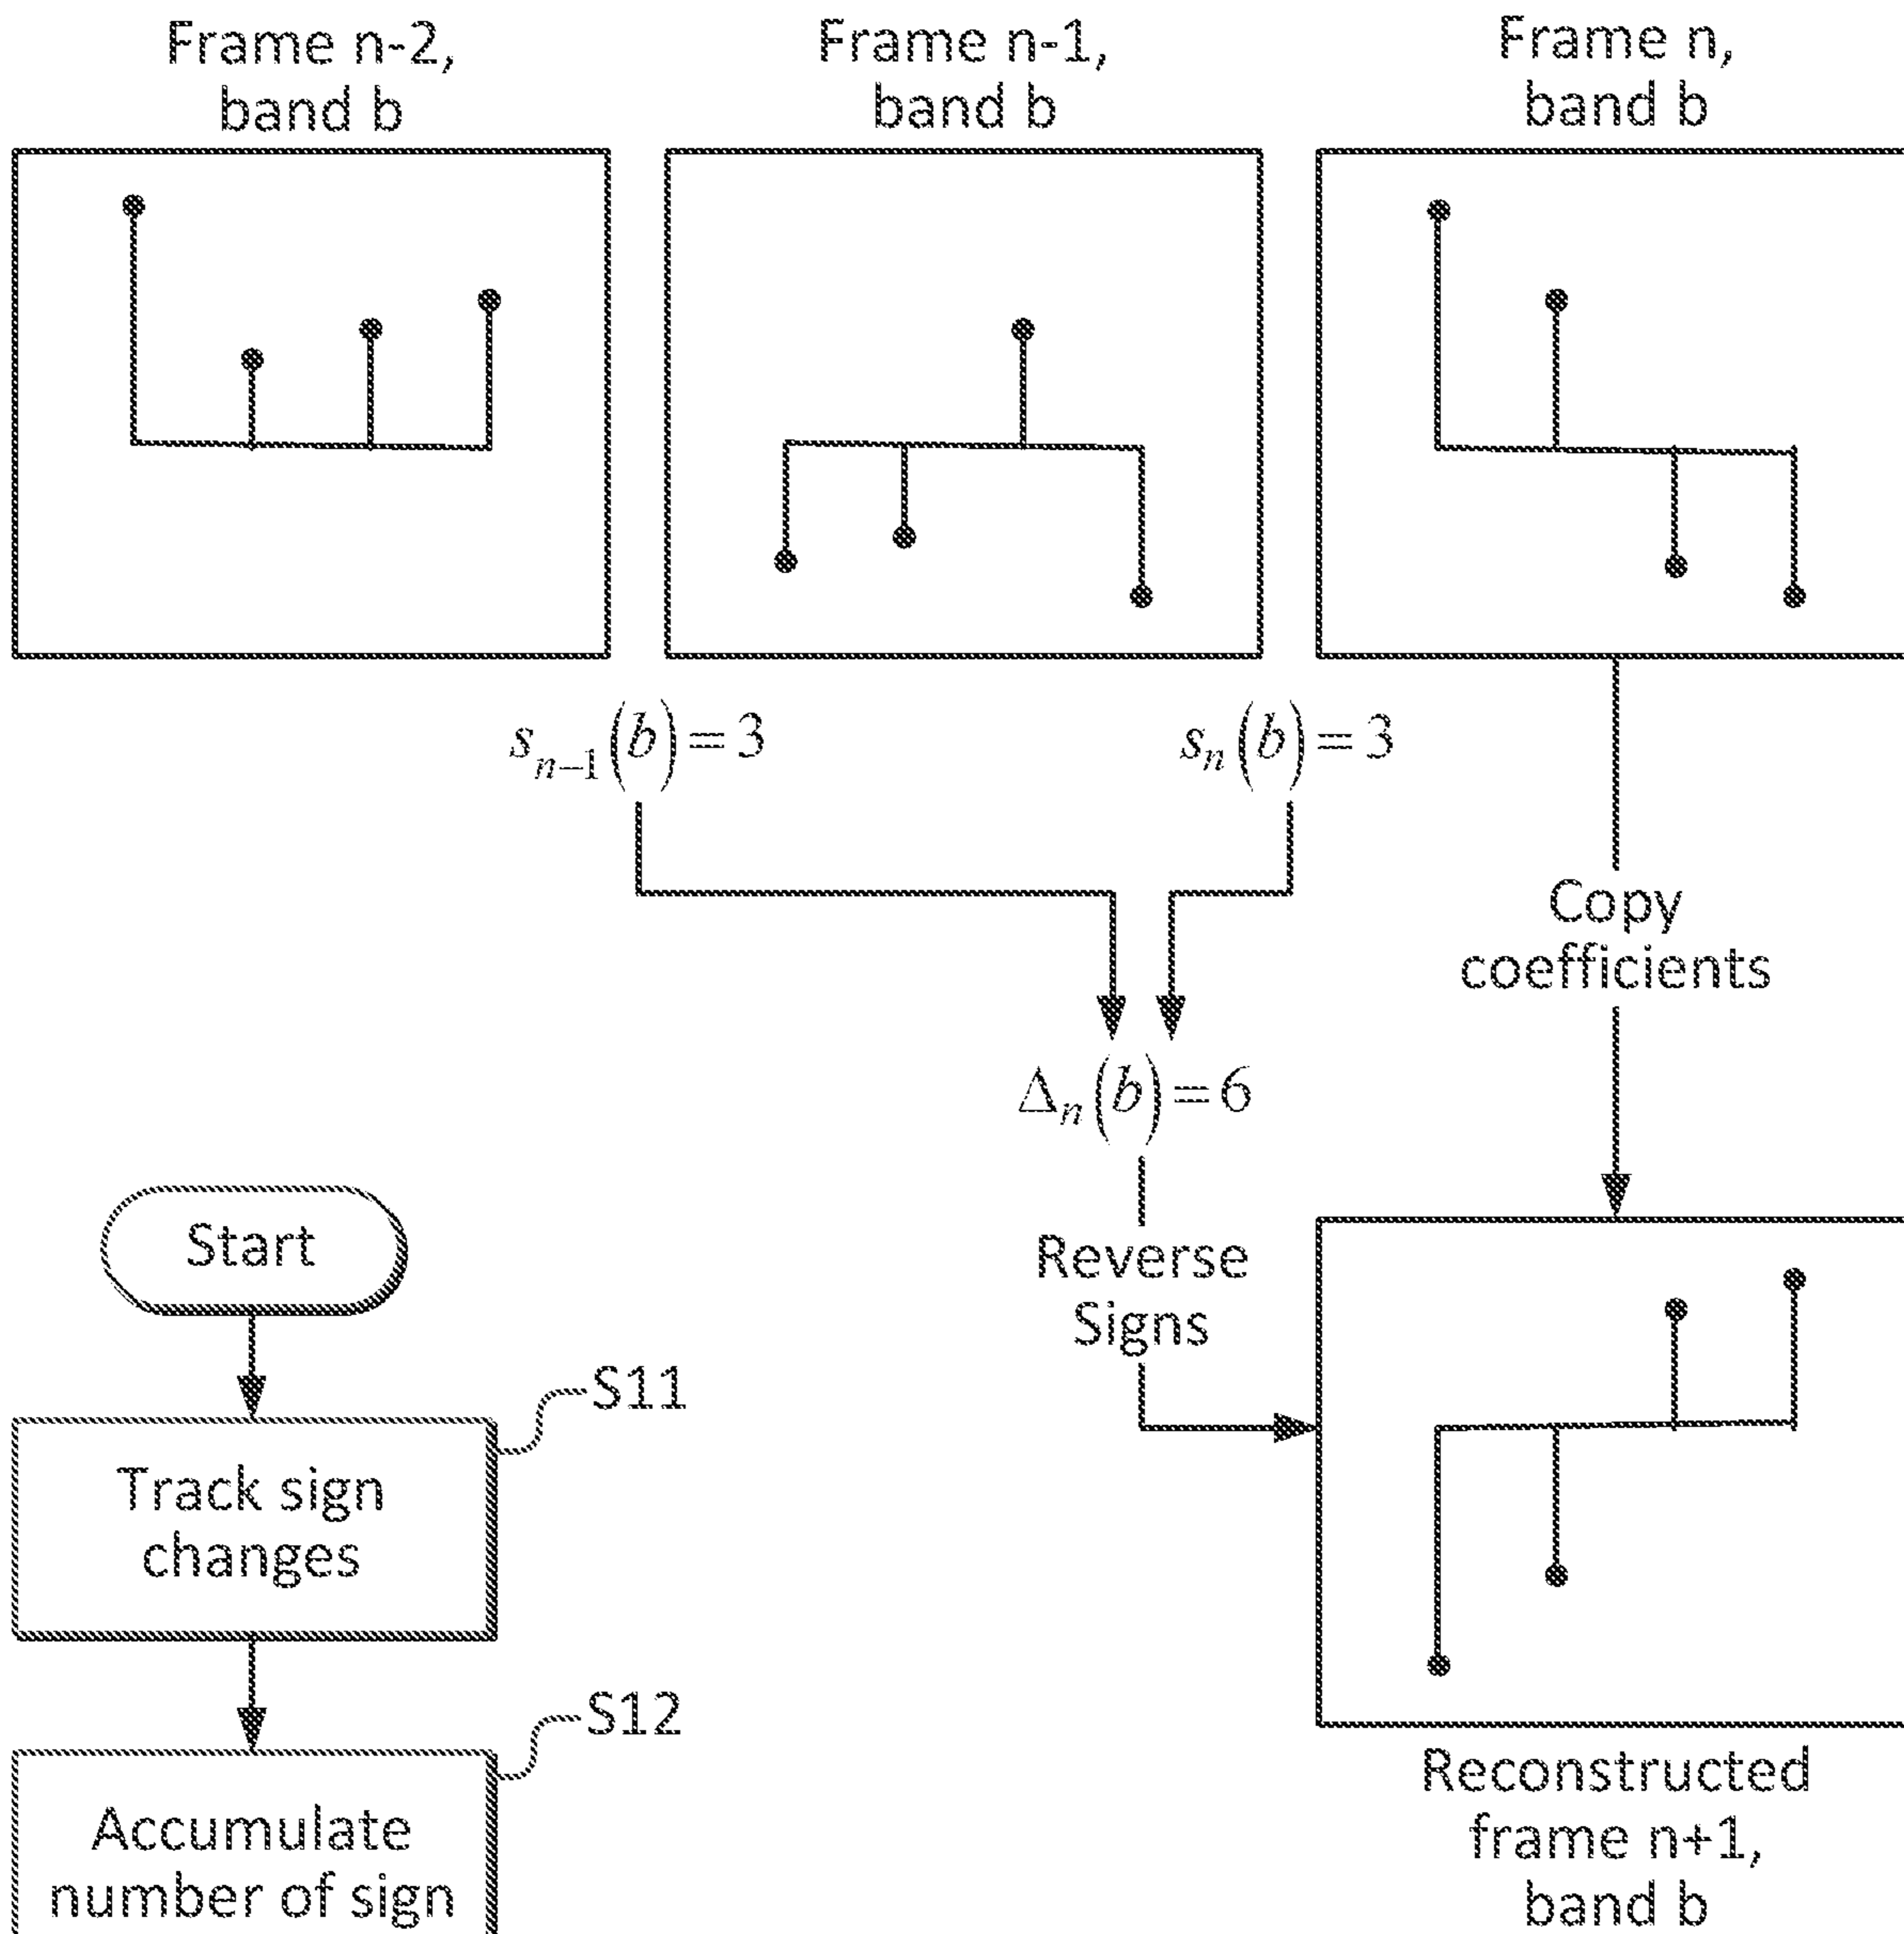 Frame n-2,
band b
Frame n-1,
band b
Frame n,
band b
s_{n-1}(b)=3
s_n(b)=3
Copy
coefficients
Δ_n(b)=6
Reverse
Signs
Start
S11
Track sign
changes
S12
Accumulate
number of sign
Reconstructed
frame n+1,
band b